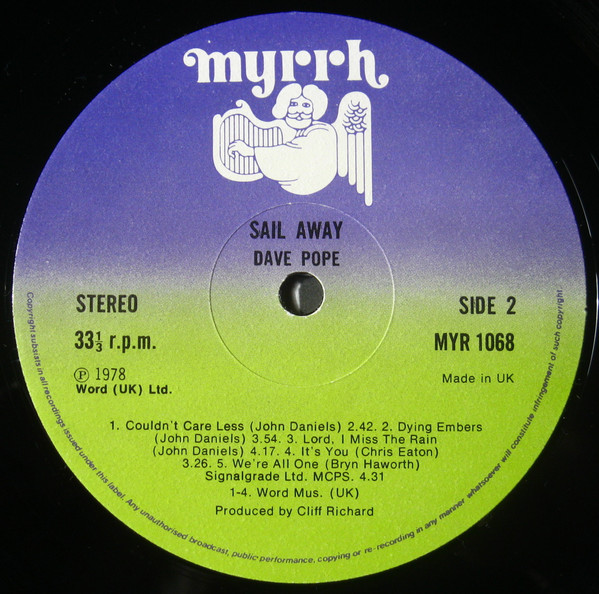 myrrh
SAIL AWAY
DAVE POPE
STEREO
SIDE 2
33⅓ r.p.m.
MYR 1068
℗ 1978
Word (UK) Ltd.
Made in UK
1. Couldn't Care Less (John Daniels) 2.42. 2. Dying Embers
(John Daniels) 3.54. 3. Lord, I Miss The Rain
(John Daniels) 4.17. 4. It's You (Chris Eaton)
3.26. 5. We're All One (Bryn Haworth)
Signalgrade Ltd. MCPS. 4.31
1-4. Word Mus. (UK)
Produced by Cliff Richard
Copyright subsists in all recordings issued under this label. Any unauthorised broadcast, public performance, copying or re-recording in any manner whatsoever will constitute infringement of such copyright